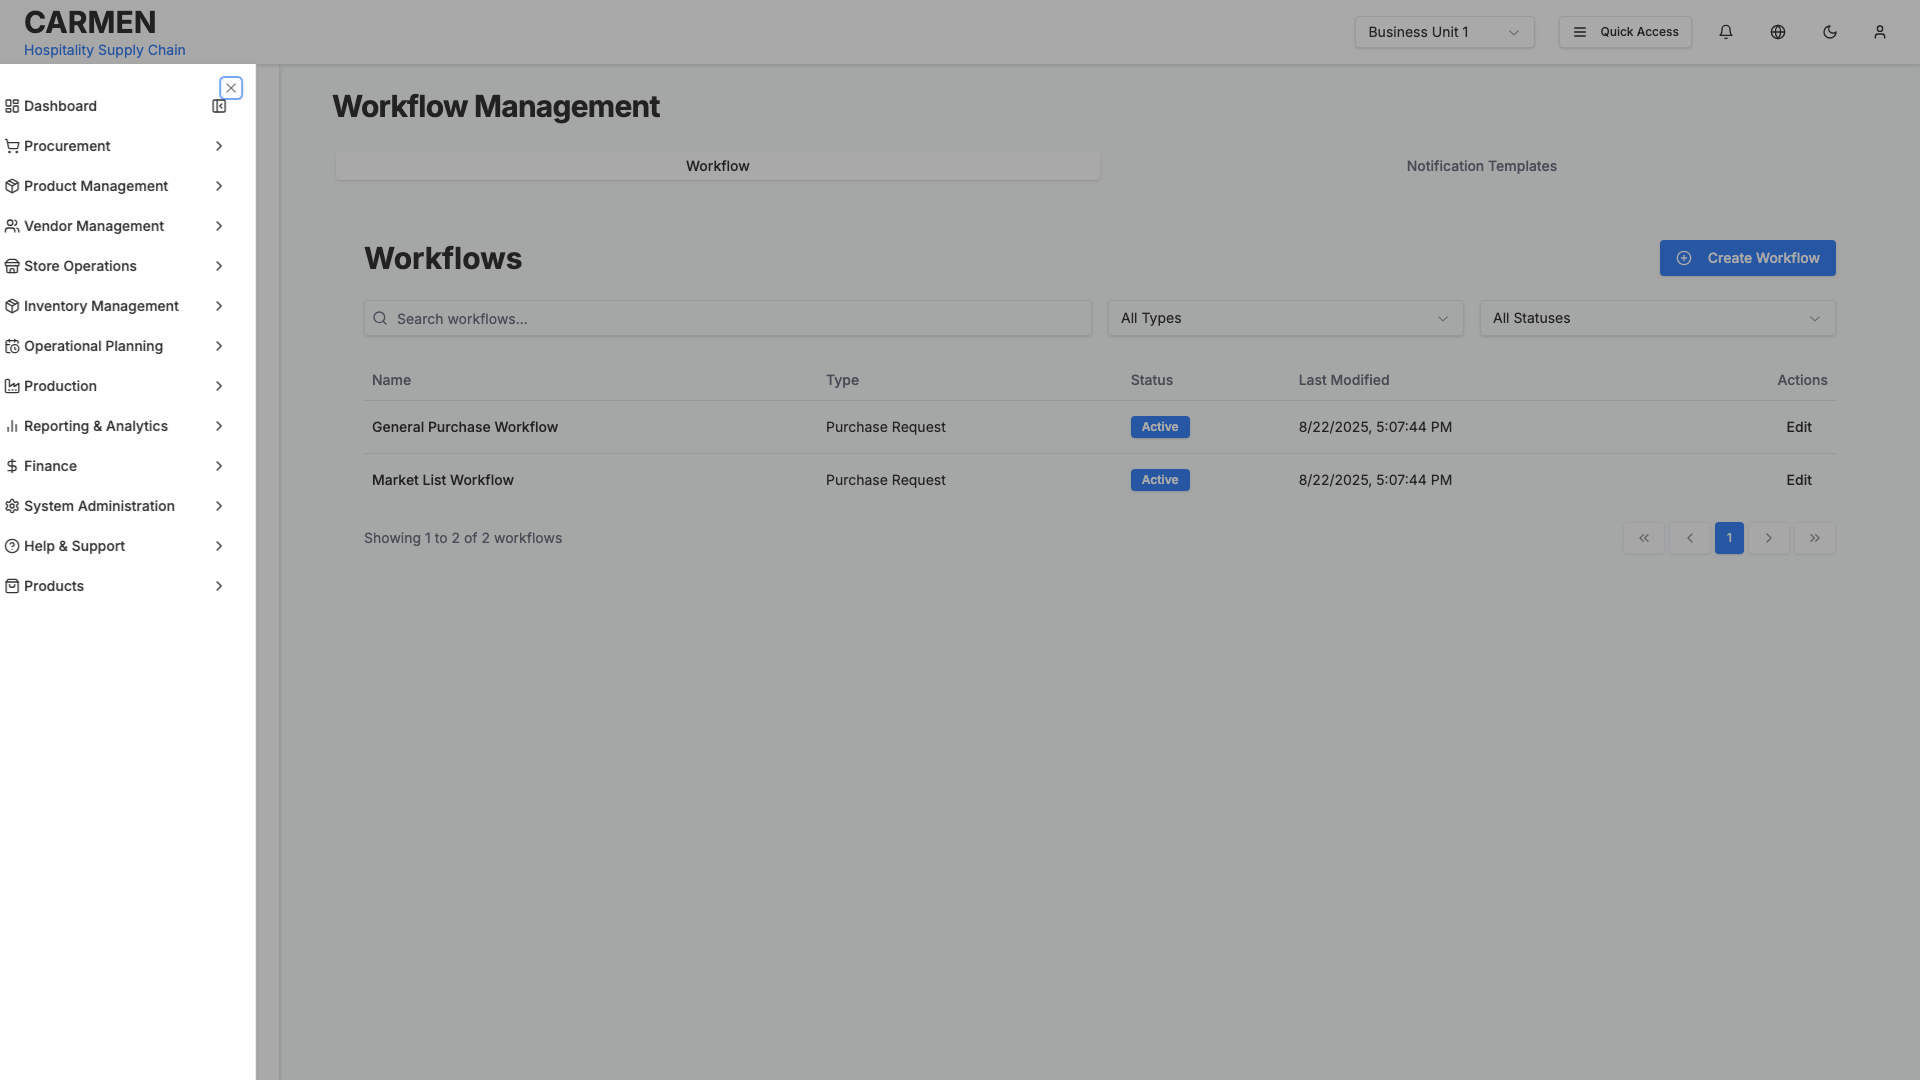 CARMEN
Hospitality Supply Chain
Business Unit 1
Quick Access
Dashboard
Procurement
Product Management
Vendor Management
Store Operations
Inventory Management
Operational Planning
Production
Reporting & Analytics
Finance
System Administration
Help & Support
Products
Workflow Management
Workflow Notification Templates
Workflows
Create Workflow
Search workflows...
All Types
All Statuses
Name Type Status Last Modified Actions
General Purchase Workflow Purchase Request Active 8/22/2025, 5:07:44 PM Edit
Market List Workflow Purchase Request Active 8/22/2025, 5:07:44 PM Edit
Showing 1 to 2 of 2 workflows
1